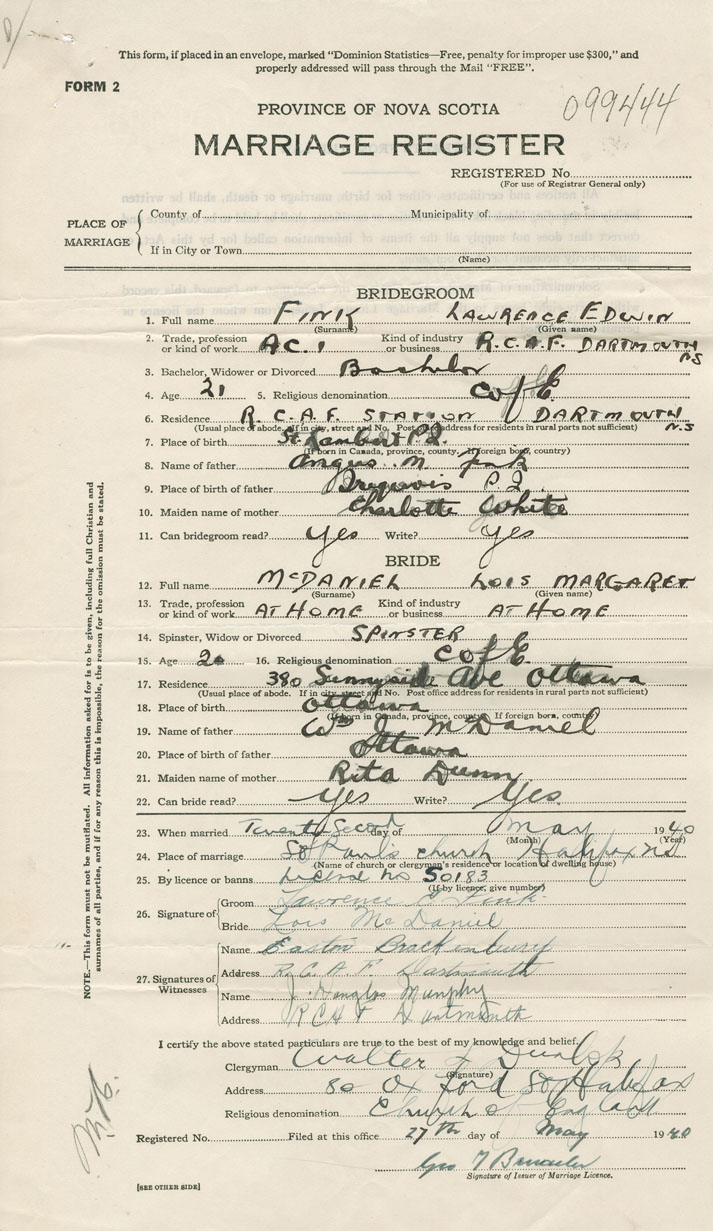 This form, if placed in an envelope, marked "Dominion Statistics—Free, penalty for improper use $300," and
properly addressed will pass through the Mail "FREE".
FORM 2
099444
PROVINCE OF NOVA SCOTIA
MARRIAGE REGISTER
REGISTERED No.
(For use of Registrar General only)
PLACE OF MARRIAGE
County of Municipality of
If in City or Town
(Name)
BRIDEGROOM
1. Full name FINK LAWRENCE EDWIN
(Surname) (Given name)
2. Trade, profession or kind of work AC. 1 Kind of industry or business R.C.A.F. DARTMOUTH N.S
3. Bachelor, Widower or Divorced Bachelor
4. Age 21 5. Religious denomination C of E
6. Residence R.C.A.F. STATION DARTMOUTH N.S
(Usual place of abode. If in city, street and No. Post office address for residents in rural parts not sufficient)
7. Place of birth St Lambert P.Q.
(If born in Canada, province, county. If foreign born, country)
8. Name of father Angus M Fink
9. Place of birth of father P Q
10. Maiden name of mother Charlotte White
11. Can bridegroom read? Yes Write? Yes
BRIDE
12. Full name McDANIEL LOIS MARGARET
(Surname) (Given name)
13. Trade, profession or kind of work AT HOME Kind of industry or business AT HOME
14. Spinster, Widow or Divorced SPINSTER
15. Age 20 16. Religious denomination C of E
17. Residence 380 Sunnyside Ave Ottawa
(Usual place of abode. If in city, street and No. Post office address for residents in rural parts not sufficient)
18. Place of birth Ottawa
(If born in Canada, province, county. If foreign born, country)
19. Name of father Wm J. McDaniel
20. Place of birth of father Ottawa
21. Maiden name of mother Rita Dunn
22. Can bride read? Yes Write? Yes.
23. When married Twenty Second day of May 1940
(Month) (Year)
24. Place of marriage St Paul's church Halifax NS
(Name of church or clergyman's residence or location of dwelling house)
25. By licence or banns License no 50183
(If by licence, give number)
26. Signature of
Groom Lawrence E Fink
Bride Lois McDaniel
27. Signatures of Witnesses
Name Easton Brackenbury
Address R.C.A.F Dartmouth
Name J. Douglas Murphy
Address RCAF Dartmouth
I certify the above stated particulars are true to the best of my knowledge and belief.
Clergyman Walter F Dunlop
(Signature)
Address 80 Oxford St Halifax
Religious denomination Church of England
Registered No. Filed at this office 27th day of May 1940
Geo T
Signature of Issuer of Marriage Licence.
[SEE OTHER SIDE]
NOTE.—This form must not be mutilated. All information asked for is to be given, including full Christian and
surnames of all parties, and if for any reason this is impossible, the reason for the omission must be stated.